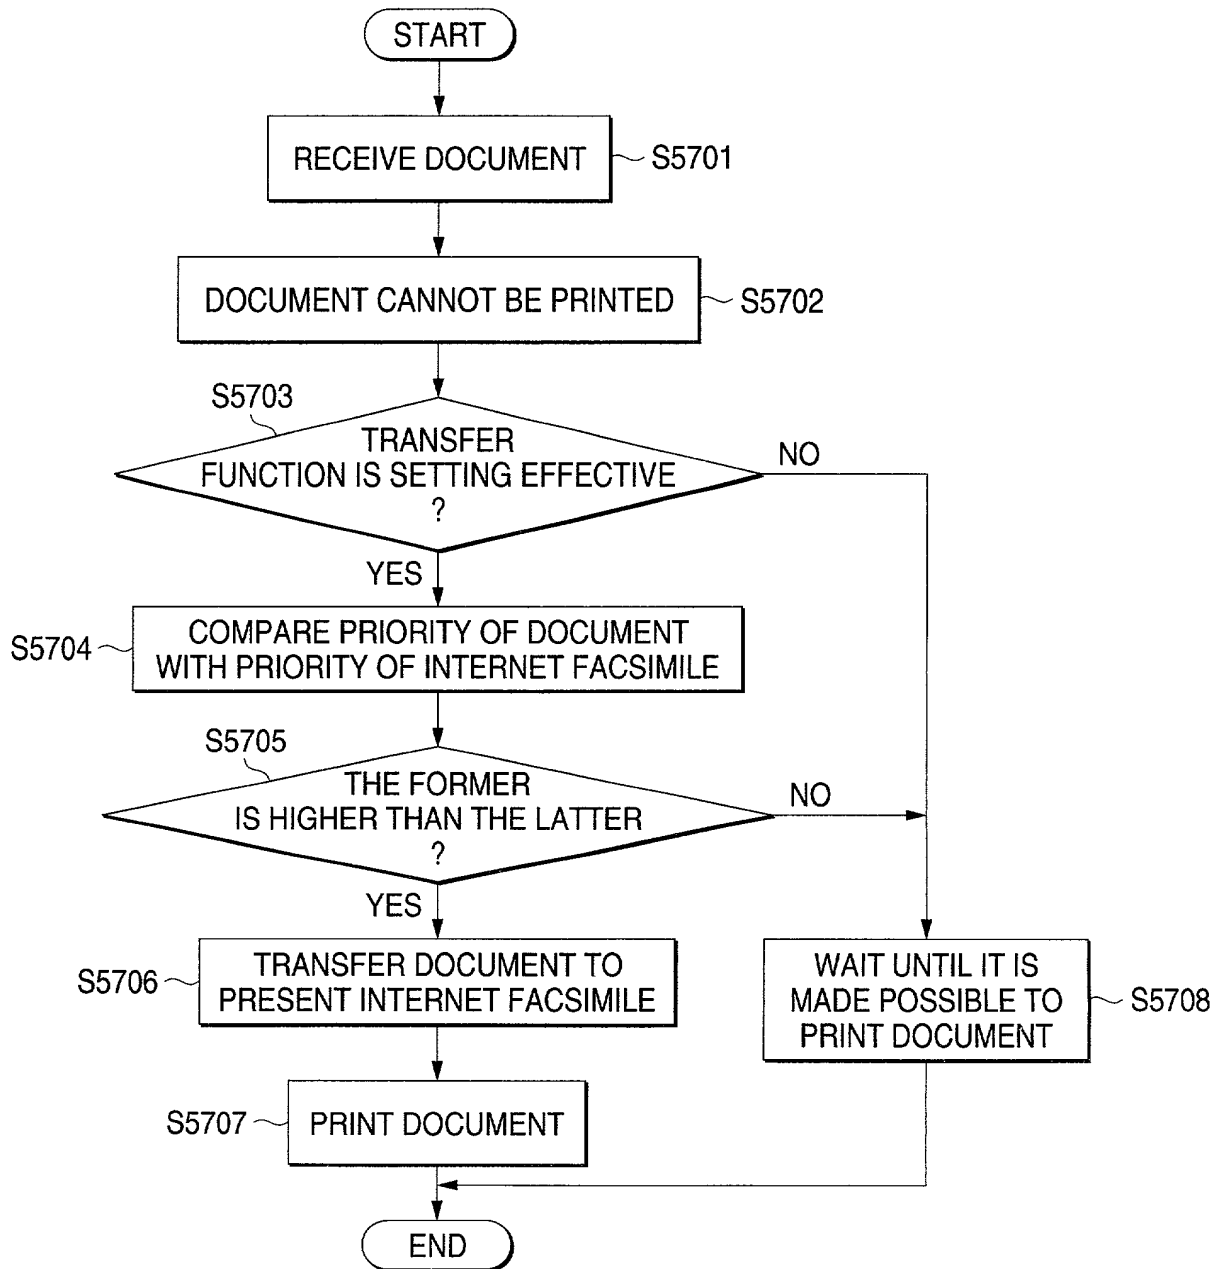 START
RECEIVE DOCUMENT
S5701
DOCUMENT CANNOT BE PRINTED
S5702
S5703
TRANSFER
FUNCTION IS SETTING EFFECTIVE
?
NO
YES
S5704
COMPARE PRIORITY OF DOCUMENT
WITH PRIORITY OF INTERNET FACSIMILE
S5705
THE FORMER
IS HIGHER THAN THE LATTER
?
NO
YES
S5706
TRANSFER DOCUMENT TO
PRESENT INTERNET FACSIMILE
WAIT UNTIL IT IS
MADE POSSIBLE TO
PRINT DOCUMENT
S5708
S5707
PRINT DOCUMENT
END